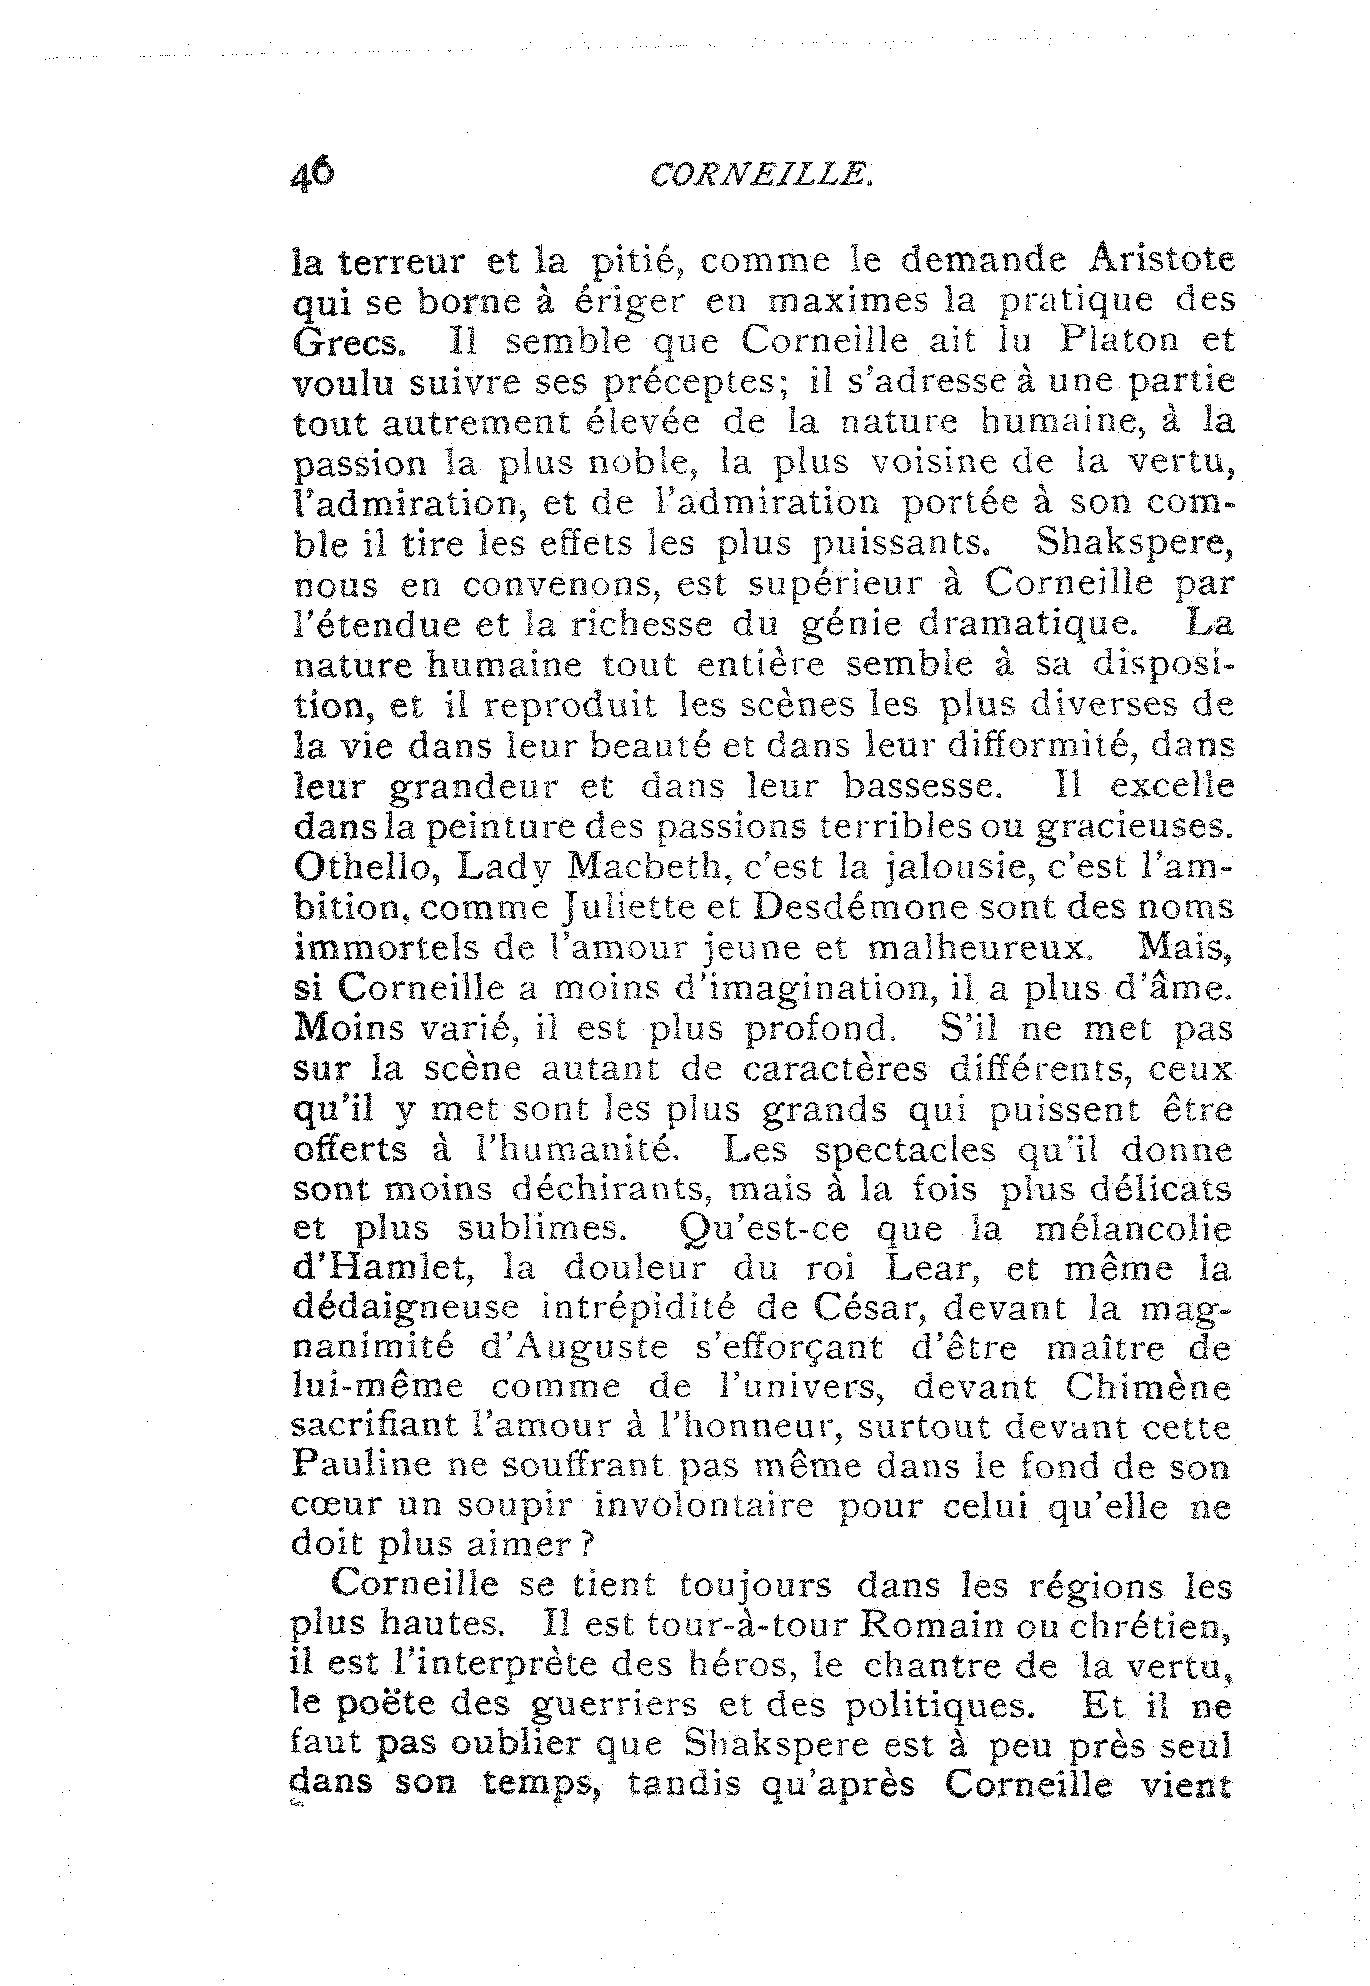 46 CORNEILLE.
la terreur et la pitié, comme le demande Aristote
qui se borne à ériger en maximes la pratique des
Grecs. Il semble que Corneille ait lu Platon et
voulu suivre ses préceptes; il s'adresse à une partie
tout autrement élevée de la nature humaine, à la
passion la plus noble, la plus voisine de la vertu,
l'admiration, et de l'admiration portée à son com-
ble il tire les effets les plus puissants. Shakspere,
nous en convenons, est supérieur à Corneille par
l'étendue et la richesse du génie dramatique. La
nature humaine tout entière semble à sa disposi-
tion, et il reproduit les scènes les plus diverses de
la vie dans leur beauté et dans leur difformité, dans
leur grandeur et dans leur bassesse. Il excelle
dans la peinture des passions terribles ou gracieuses.
Othello, Lady Macbeth, c'est la jalousie, c'est l'am-
bition, comme Juliette et Desdémone sont des noms
immortels de l'amour jeune et malheureux. Mais,
si Corneille a moins d'imagination, il a plus d'âme.
Moins varié, il est plus profond. S'il ne met pas
sur la scène autant de caractères différents, ceux
qu'il y met sont les plus grands qui puissent être
offerts à l'humanité. Les spectacles qu'il donne
sont moins déchirants, mais à la fois plus délicats
et plus sublimes. Qu'est-ce que la mélancolie
d'Hamlet, la douleur du roi Lear, et même la
dédaigneuse intrépidité de César, devant la mag-
nanimité d'Auguste s'efforçant d'être maître de
lui-même comme de l'univers, devant Chimène
sacrifiant l'amour à l'honneur, surtout devant cette
Pauline ne souffrant pas même dans le fond de son
cœur un soupir involontaire pour celui qu'elle ne
doit plus aimer?
Corneille se tient toujours dans les régions les
plus hautes. Il est tour-à-tour Romain ou chrétien,
il est l'interprète des héros, le chantre de la vertu,
le poëte des guerriers et des politiques. Et il ne
faut pas oublier que Shakspere est à peu près seul
dans son temps, tandis qu'après Corneille vient